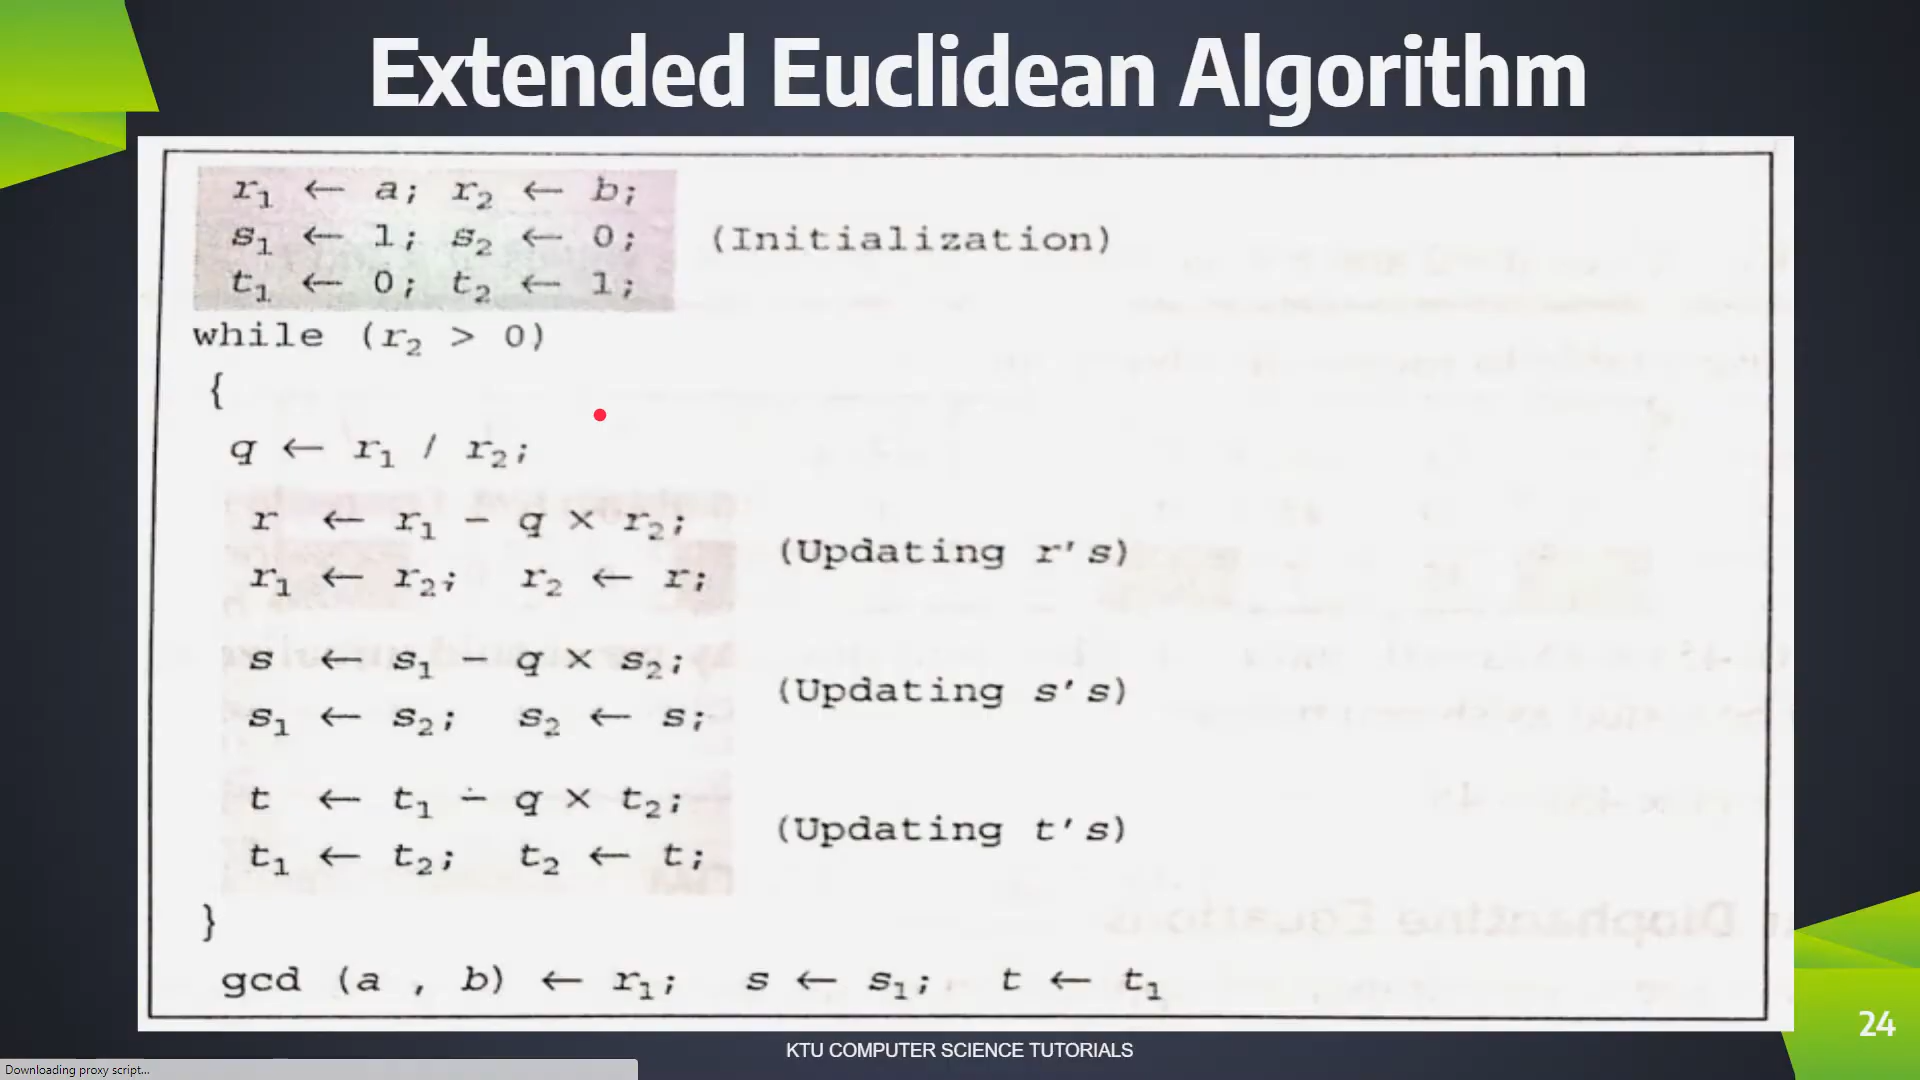 Extended Euclidean Algorithm
r₁ ← a; r₂ ← b;
s₁ ← 1; s₂ ← 0; (Initialization)
t₁ ← 0; t₂ ← 1;
while (r₂ > 0)
{
q ← r₁ / r₂;
r ← r₁ − q × r₂;
(Updating r's)
r₁ ← r₂; r₂ ← r;
s ← s₁ − q × s₂;
(Updating s's)
s₁ ← s₂; s₂ ← s;
t ← t₁ − q × t₂;
(Updating t's)
t₁ ← t₂; t₂ ← t;
}
gcd (a , b) ← r₁; s ← s₁; t ← t₁
24
KTU COMPUTER SCIENCE TUTORIALS
Downloading proxy script...